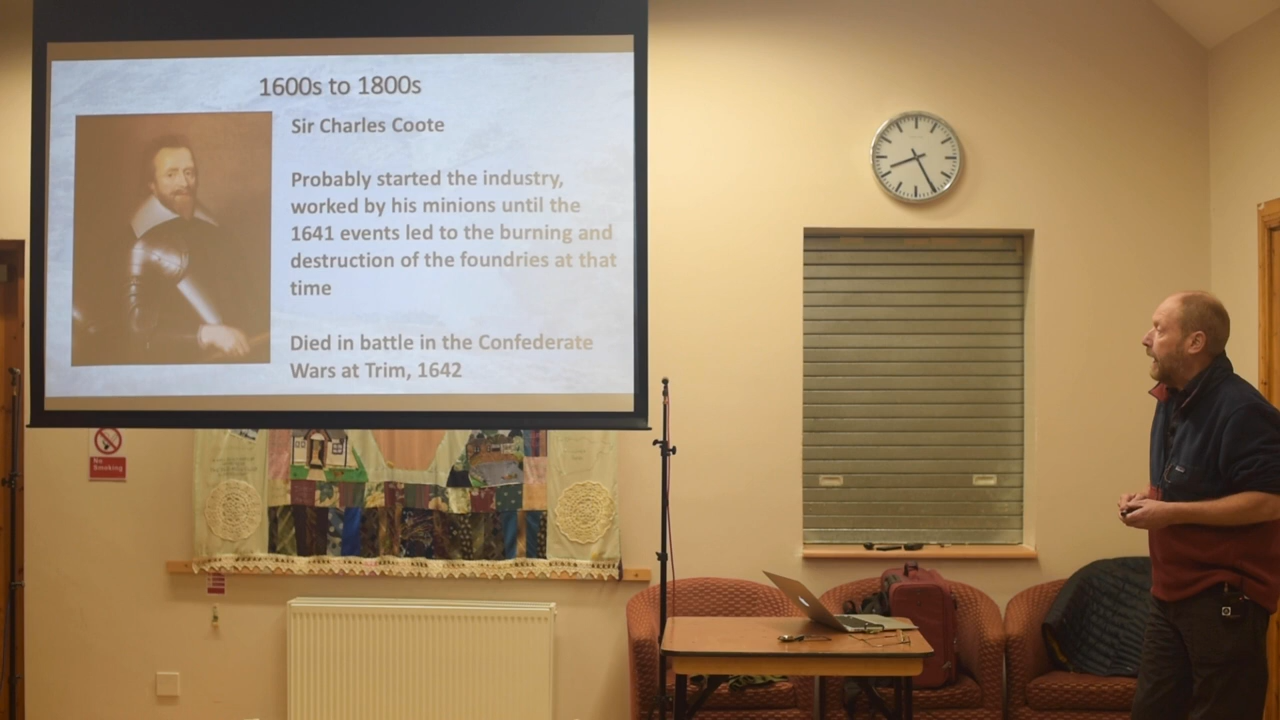 1600s to 1800s
Sir Charles Coote
Probably started the industry,
worked by his minions until the
1641 events led to the burning and
destruction of the foundries at that
time
Died in battle in the Confederate
Wars at Trim, 1642
No
Smoking